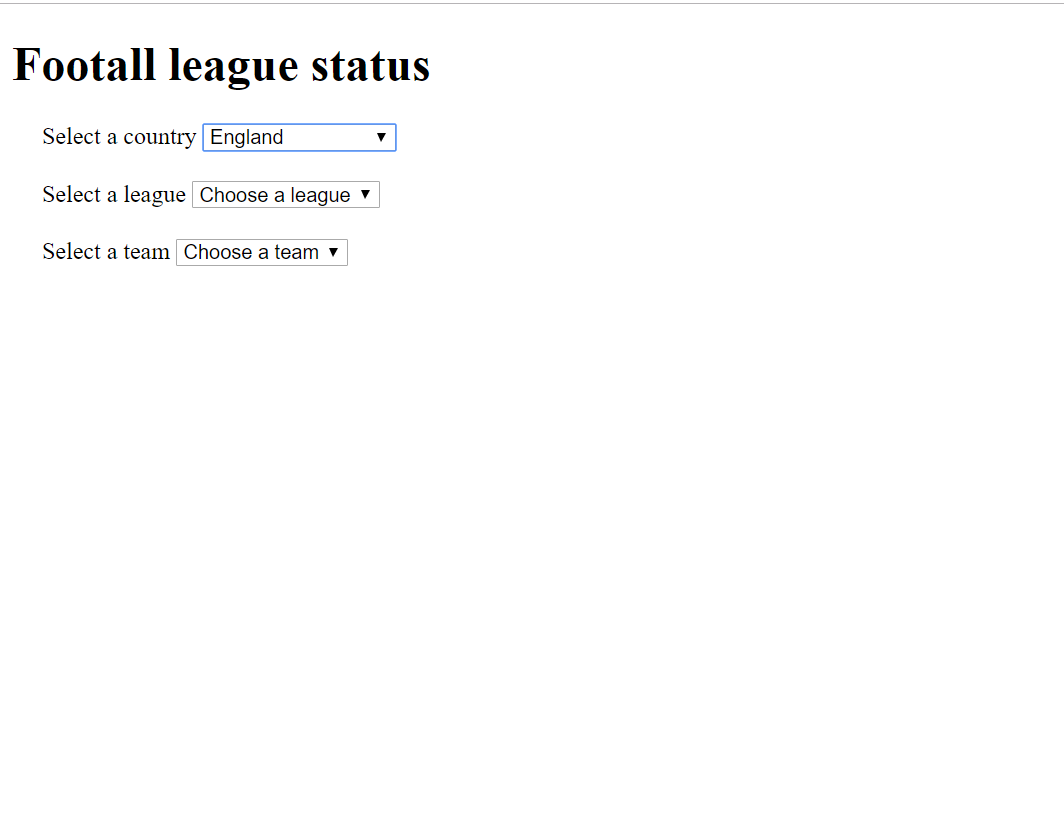 Footall league status
Select a country England
Select a league Choose a league
Select a team Choose a team